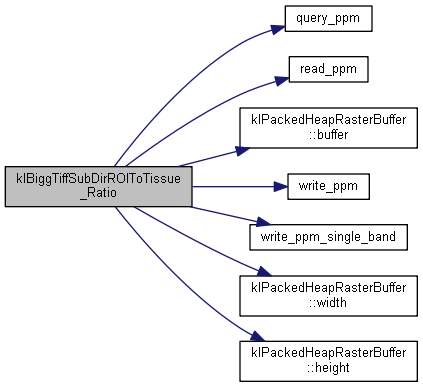 query_ppm
read_ppm
klPackedHeapRasterBuffer
::buffer
klBiggTiffSubDirROIToTissue
_Ratio
write_ppm
write_ppm_single_band
klPackedHeapRasterBuffer
::width
klPackedHeapRasterBuffer
::height